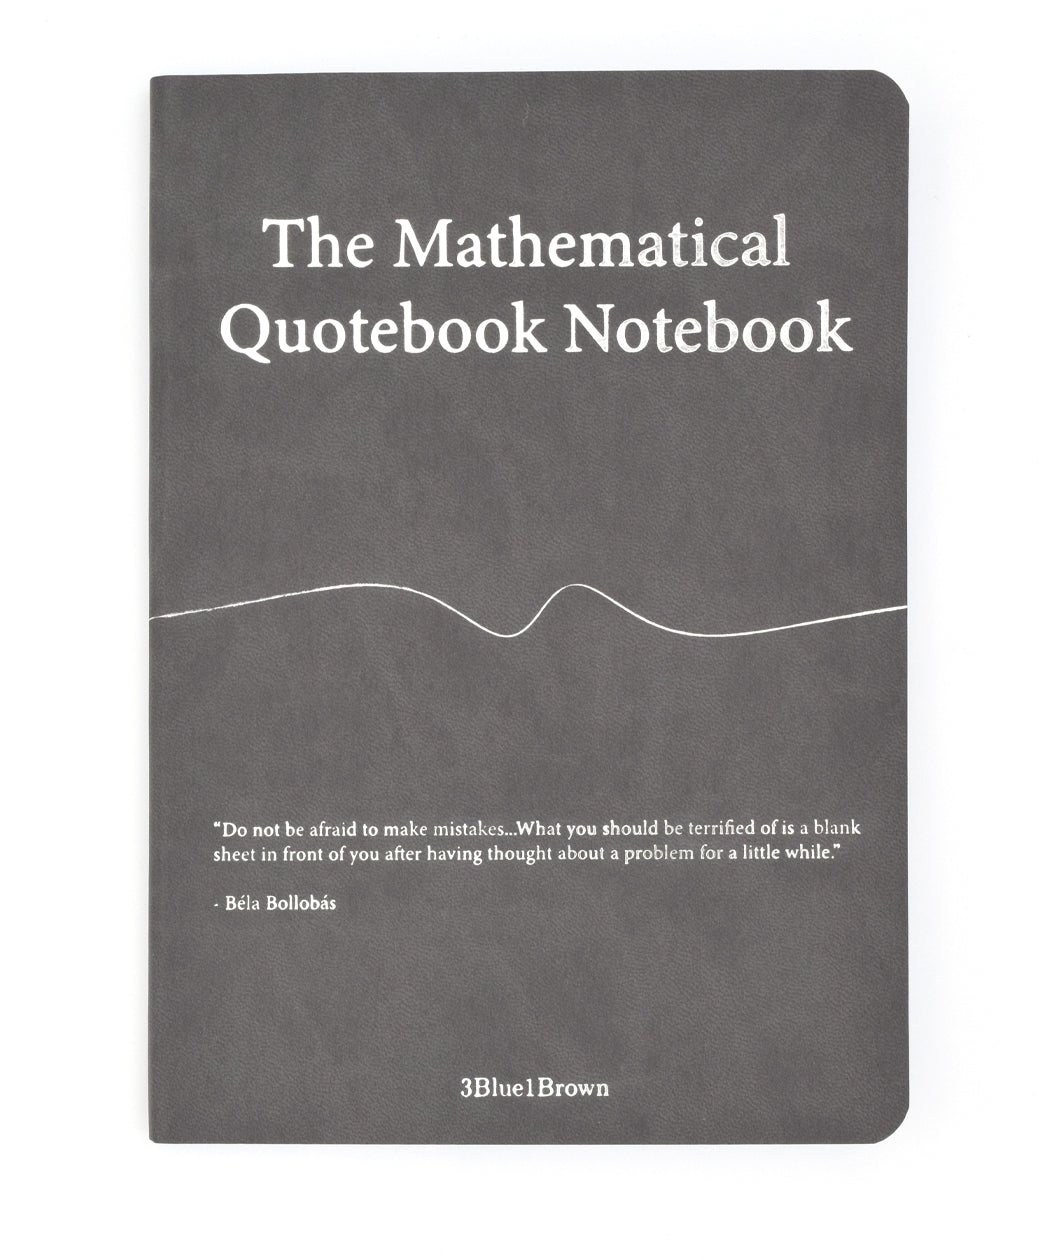 The Mathematical
Quotebook Notebook
“Do not be afraid to make mistakes...What you should be terrified of is a blank
sheet in front of you after having thought about a problem for a little while.”
- Béla Bollobás
3Blue1Brown